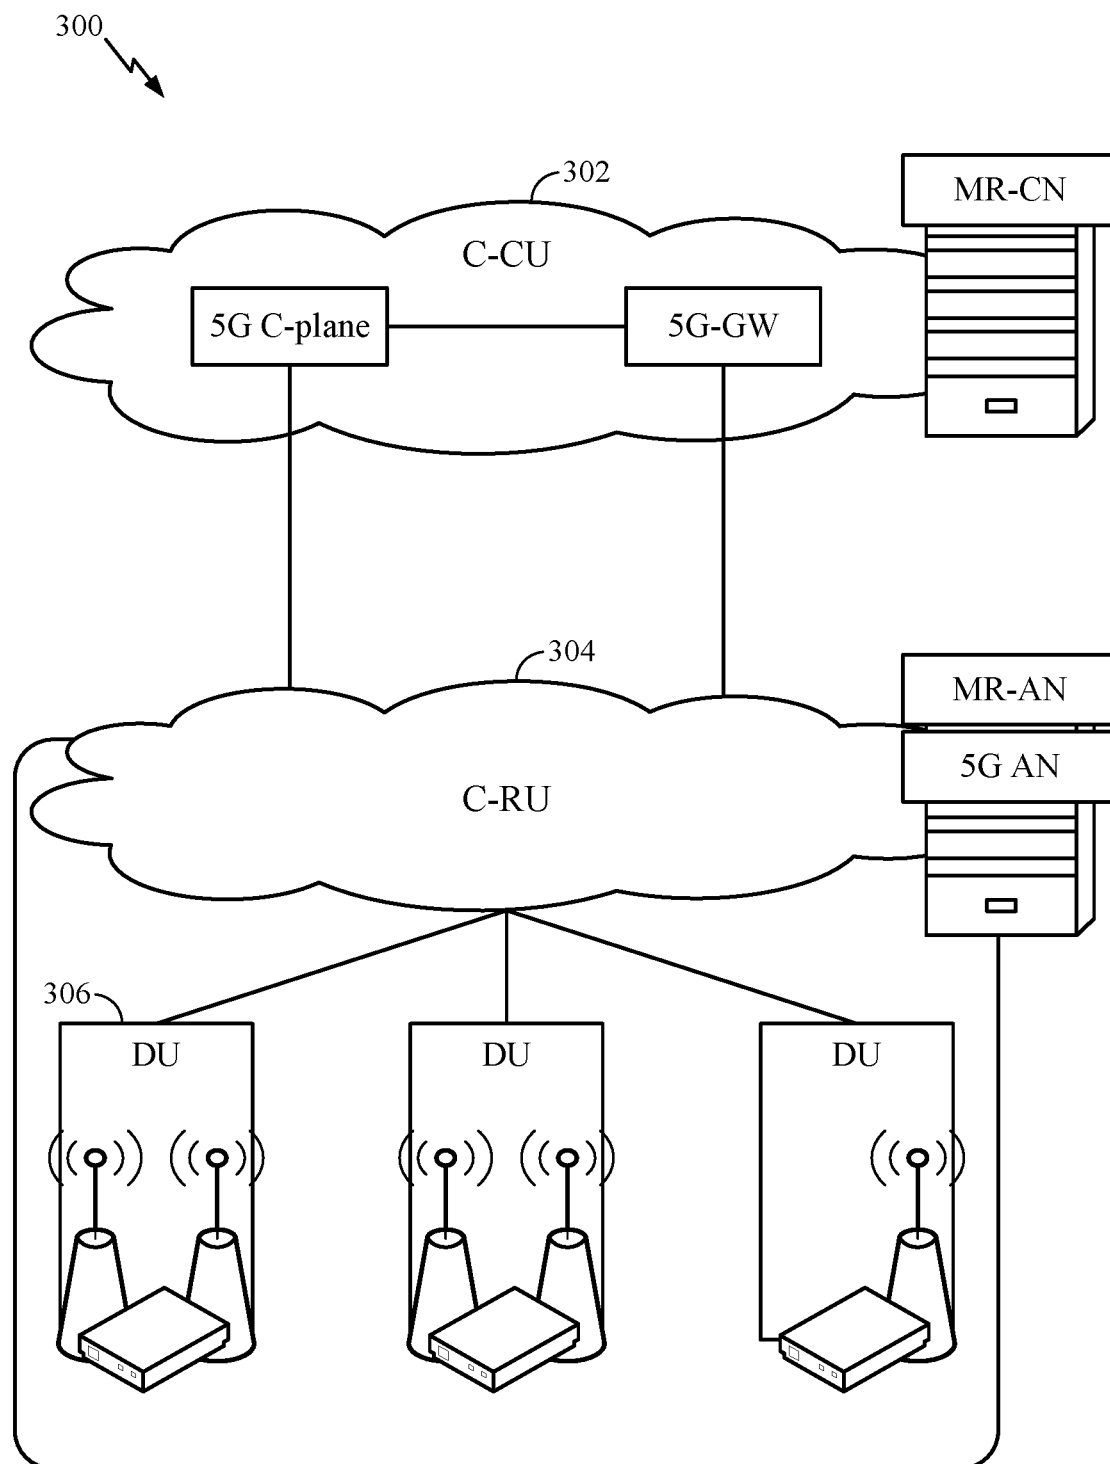 300
302
MR-CN
C-CU
5G C-plane
5G-GW
304
MR-AN
5G AN
C-RU
306
DU
DU
DU